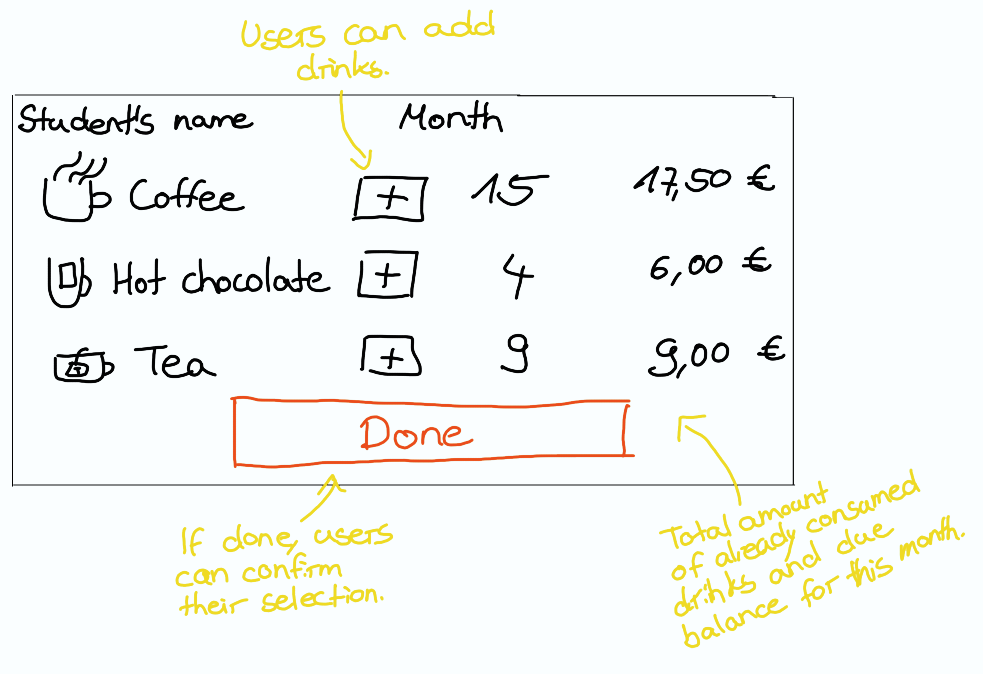 Users can add
drinks.
Student's name Month
Coffee + 15 17,50 €
Hot chocolate + 4 6,00 €
Tea + 9 9,00 €
Done
If done, users
can confirm
their selection.
Total amount
of already consumed
drinks and due
balance for this month.